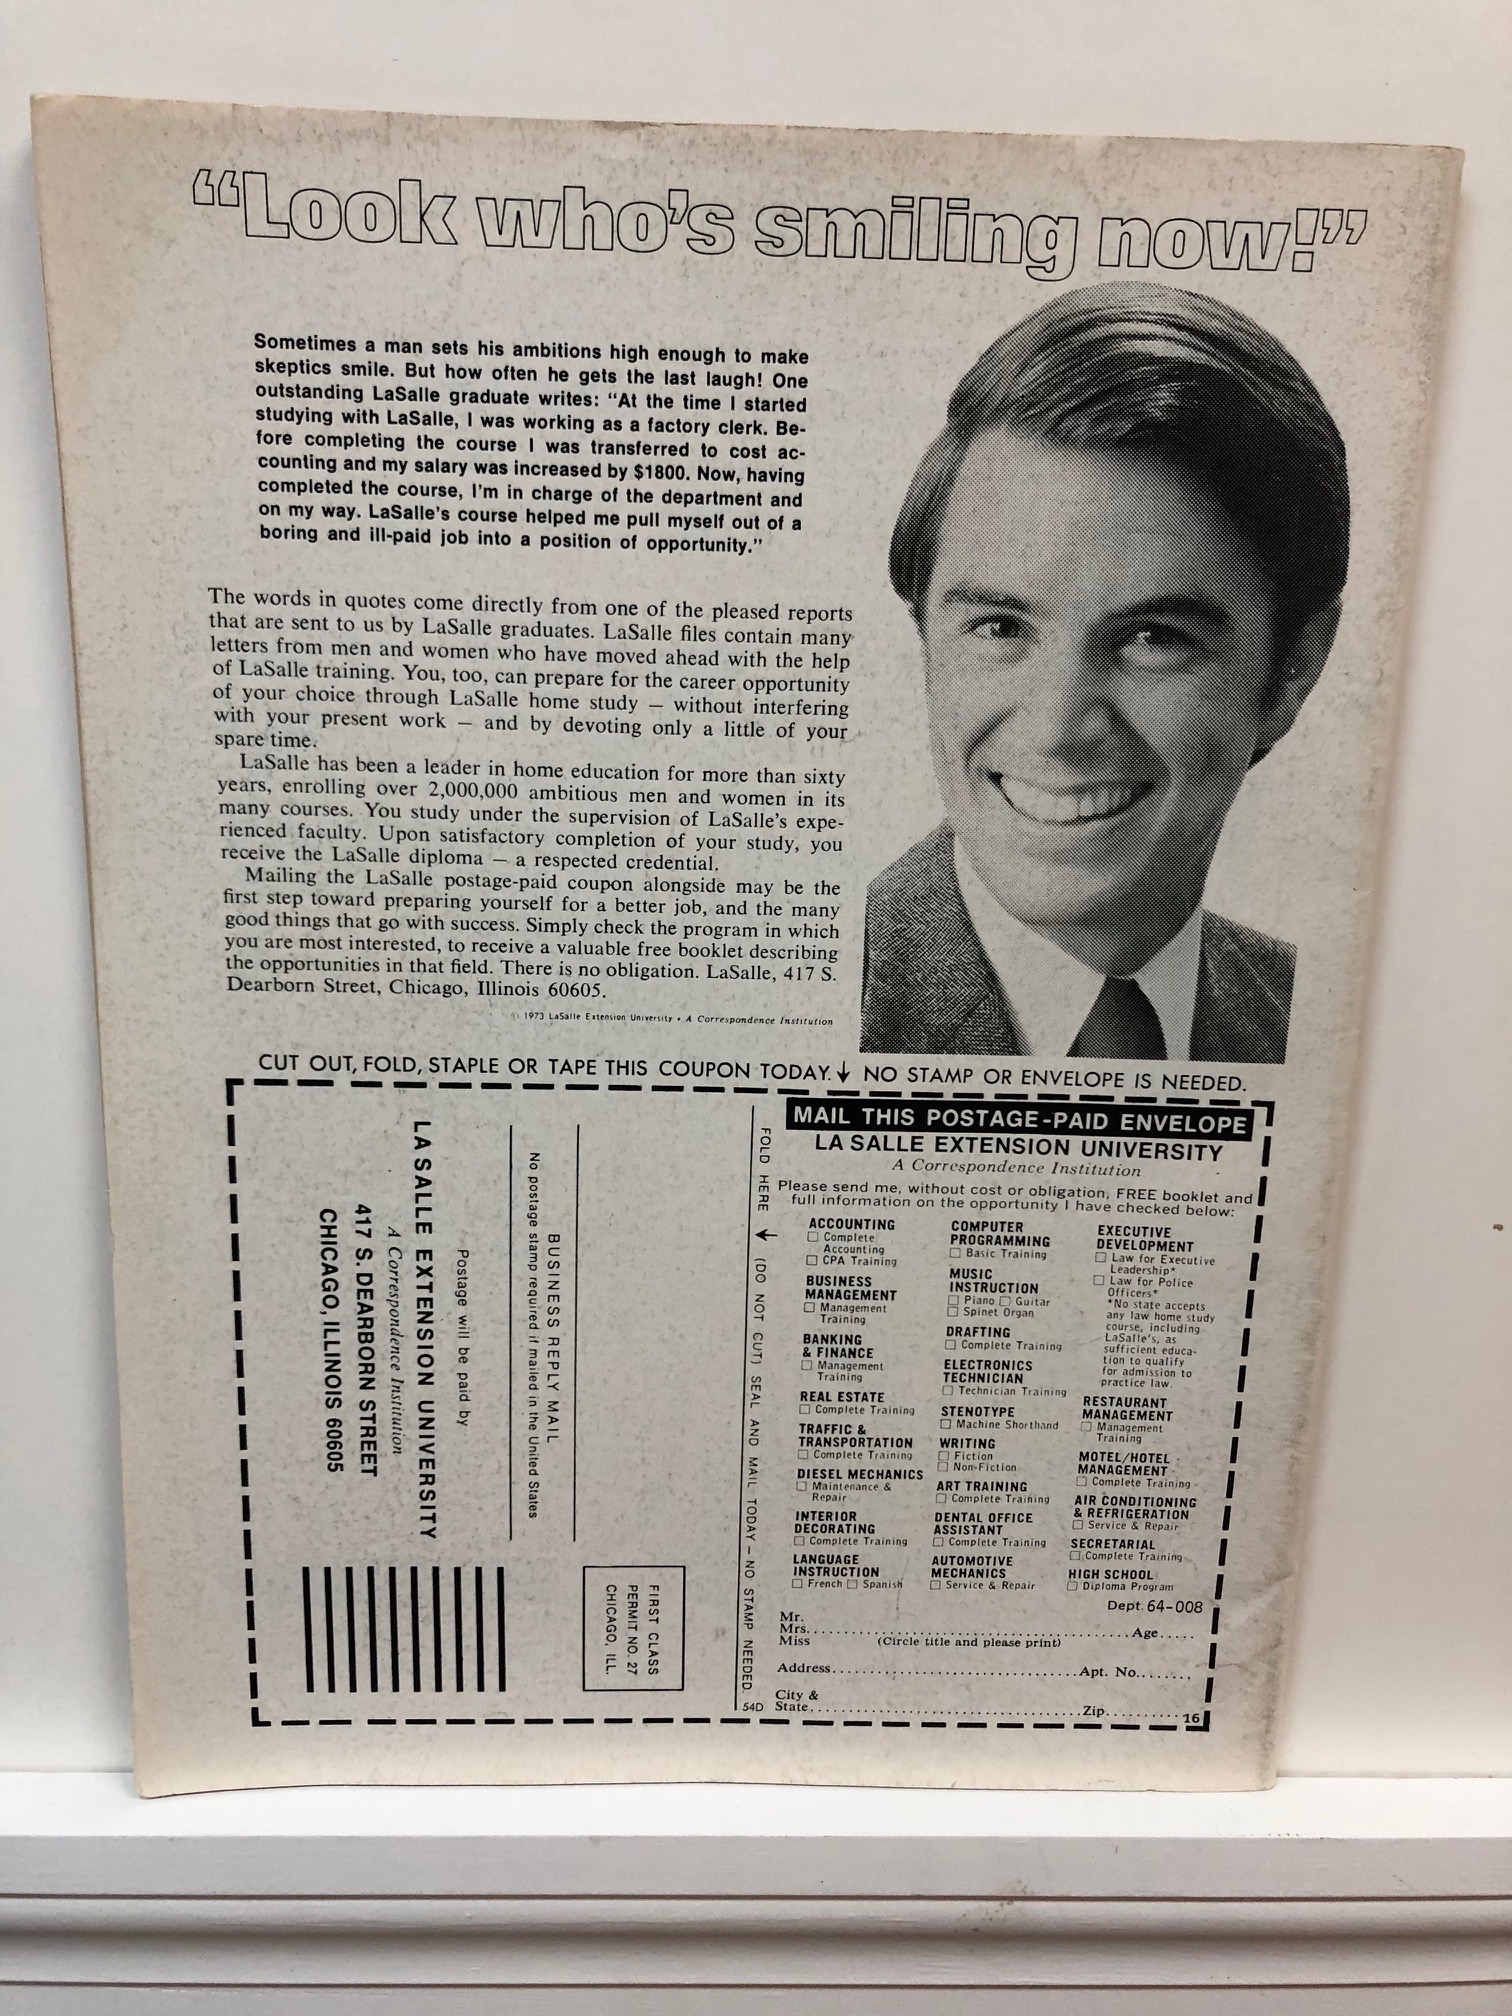 “Look who’s smiling now!”
Sometimes a man sets his ambitions high enough to make
skeptics smile. But how often he gets the last laugh! One
outstanding LaSalle graduate writes: “At the time I started
studying with LaSalle, I was working as a factory clerk. Be-
fore completing the course I was transferred to cost ac-
counting and my salary was increased by $1800. Now, having
completed the course, I'm in charge of the department and
on my way. LaSalle's course helped me pull myself out of a
boring and ill-paid job into a position of opportunity.”
The words in quotes come directly from one of the pleased reports
that are sent to us by LaSalle graduates. LaSalle files contain many
letters from men and women who have moved ahead with the help
of LaSalle training. You, too, can prepare for the career opportunity
of your choice through LaSalle home study — without interfering
with your present work — and by devoting only a little of your
spare time.
LaSalle has been a leader in home education for more than sixty
years, enrolling over 2,000,000 ambitious men and women in its
many courses. You study under the supervision of LaSalle's expe-
rienced faculty. Upon satisfactory completion of your study, you
receive the LaSalle diploma — a respected credential.
Mailing the LaSalle postage-paid coupon alongside may be the
first step toward preparing yourself for a better job, and the many
good things that go with success. Simply check the program in which
you are most interested, to receive a valuable free booklet describing
the opportunities in that field. There is no obligation. LaSalle, 417 S.
Dearborn Street, Chicago, Illinois 60605.
© 1973 LaSalle Extension University • A Correspondence Institution
CUT OUT, FOLD, STAPLE OR TAPE THIS COUPON TODAY. ↓ NO STAMP OR ENVELOPE IS NEEDED.
FIRST CLASS
PERMIT NO. 27
CHICAGO, ILL.
BUSINESS REPLY MAIL
No postage stamp required if mailed in the United States
Postage will be paid by
LA SALLE EXTENSION UNIVERSITY
A Correspondence Institution
417 S. DEARBORN STREET
CHICAGO, ILLINOIS 60605
FOLD HERE ← (DO NOT CUT) SEAL AND MAIL TODAY — NO STAMP NEEDED.
54D
MAIL THIS POSTAGE-PAID ENVELOPE
LA SALLE EXTENSION UNIVERSITY
A Correspondence Institution
Please send me, without cost or obligation, FREE booklet and
full information on the opportunity I have checked below:
ACCOUNTING
☐ Complete
Accounting
☐ CPA Training
BUSINESS
MANAGEMENT
☐ Management
Training
BANKING
& FINANCE
☐ Management
Training
REAL ESTATE
☐ Complete Training
TRAFFIC &
TRANSPORTATION
☐ Complete Training
DIESEL MECHANICS
☐ Maintenance &
Repair
INTERIOR
DECORATING
☐ Complete Training
LANGUAGE
INSTRUCTION
☐ French ☐ Spanish
COMPUTER
PROGRAMMING
☐ Basic Training
MUSIC
INSTRUCTION
☐ Piano ☐ Guitar
☐ Spinet Organ
DRAFTING
☐ Complete Training
ELECTRONICS
TECHNICIAN
☐ Technician Training
STENOTYPE
☐ Machine Shorthand
WRITING
☐ Fiction
☐ Non-Fiction
ART TRAINING
☐ Complete Training
DENTAL OFFICE
ASSISTANT
☐ Complete Training
AUTOMOTIVE
MECHANICS
☐ Service & Repair
EXECUTIVE
DEVELOPMENT
☐ Law for Executive
Leadership*
☐ Law for Police
Officers*
*No state accepts
any law home study
course, including
LaSalle's, as
sufficient educa-
tion to qualify
for admission to
practice law.
RESTAURANT
MANAGEMENT
☐ Management
Training
MOTEL/HOTEL
MANAGEMENT
☐ Complete Training
AIR CONDITIONING
& REFRIGERATION
☐ Service & Repair
SECRETARIAL
☐ Complete Training
HIGH SCHOOL
☐ Diploma Program
Dept. 64-008
Mr.
Mrs. .......... Age .....
Miss (Circle title and please print)
Address .......... Apt. No. .......
City &
State .......... Zip .......... 16